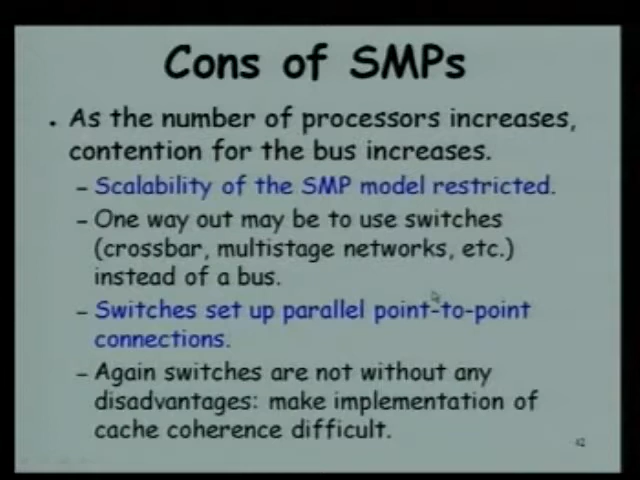 Cons of SMPs
. As the number of processors increases,
contention for the bus increases.
– Scalability of the SMP model restricted.
– One way out may be to use switches
(crossbar, multistage networks, etc.)
instead of a bus.
– Switches set up parallel point-to-point
connections.
– Again switches are not without any
disadvantages: make implementation of
cache coherence difficult.
42